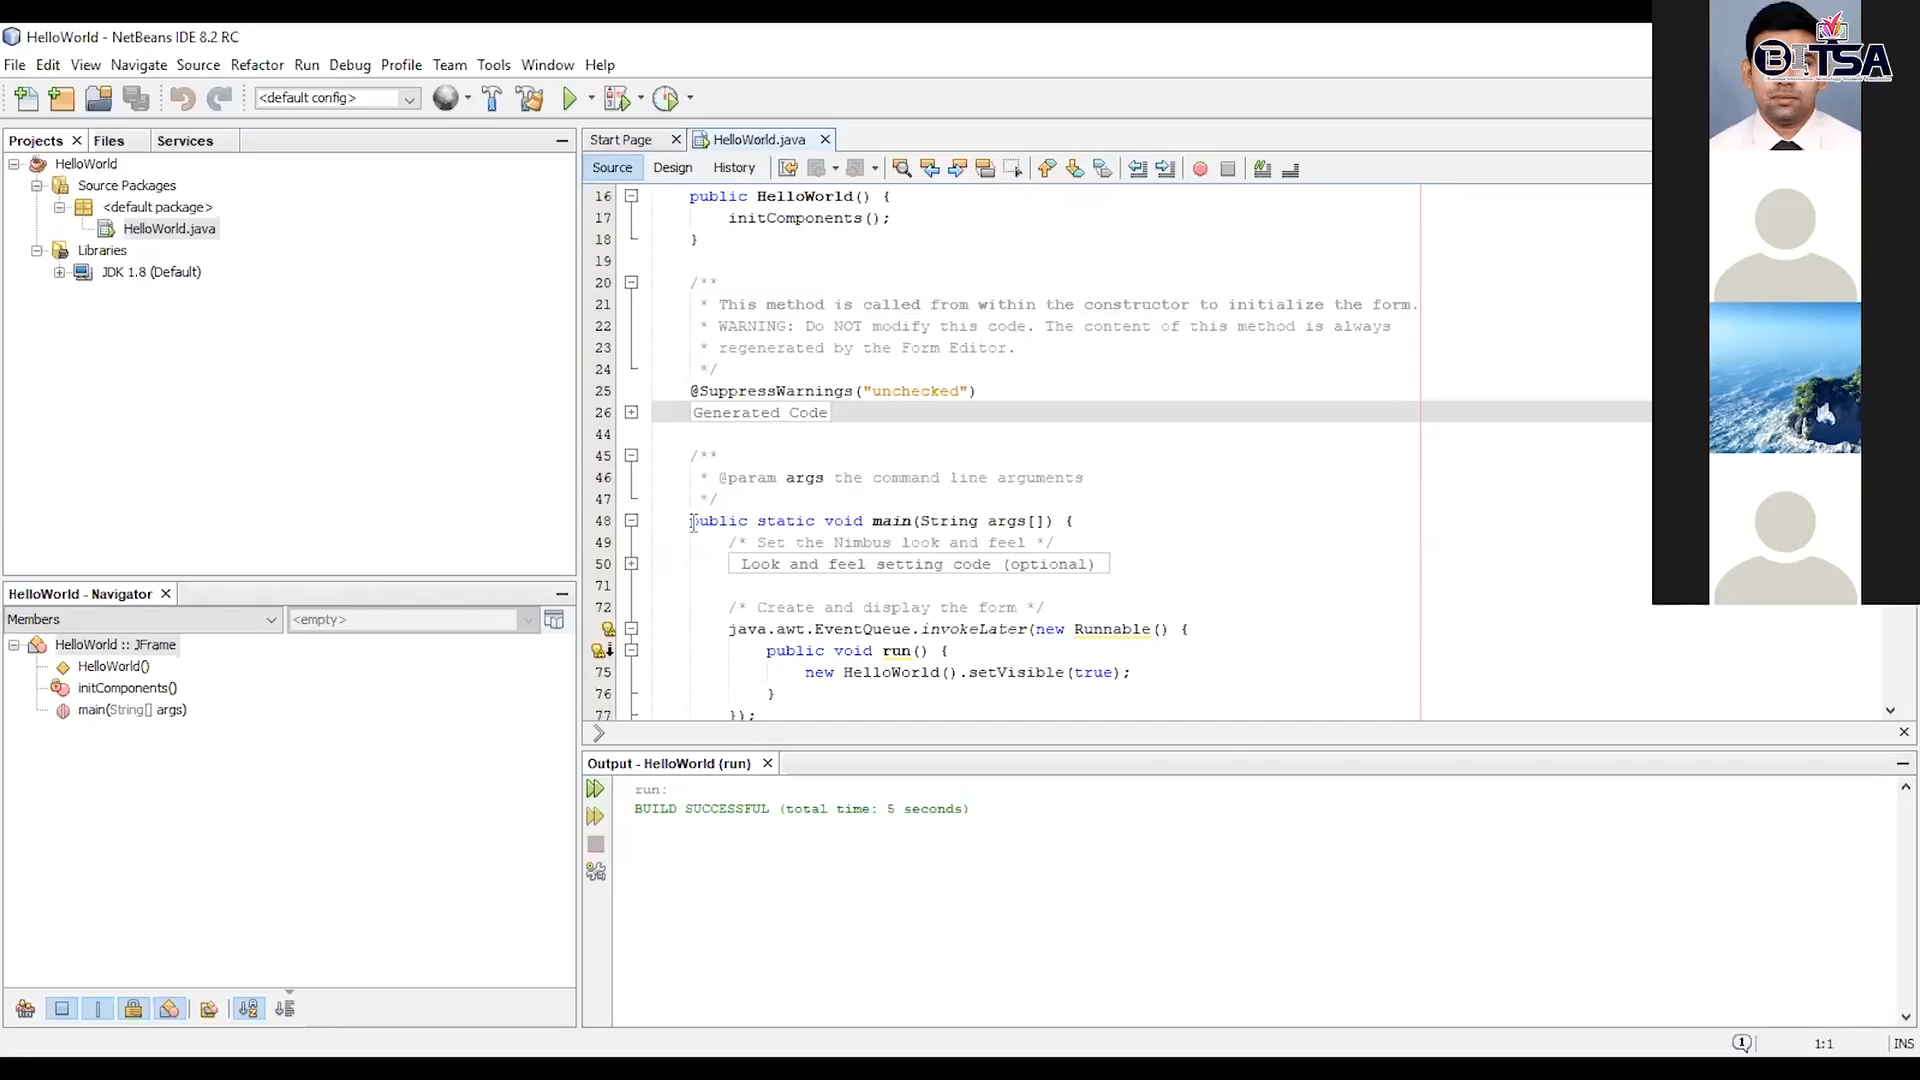 HelloWorld - NetBeans IDE 8.2 RC
File Edit View Navigate Source Refactor Run Debug Profile Team Tools Window Help
<default config>
Projects Files Services
HelloWorld
Source Packages
<default package>
HelloWorld.java
Libraries
JDK 1.8 (Default)
HelloWorld - Navigator
Members <empty>
HelloWorld :: JFrame
HelloWorld()
initComponents()
main(String[] args)
Start Page HelloWorld.java
Source Design History
16 public HelloWorld() {
17 initComponents();
18 }
19
20 /**
21 * This method is called from within the constructor to initialize the form.
22 * WARNING: Do NOT modify this code. The content of this method is always
23 * regenerated by the Form Editor.
24 */
25 @SuppressWarnings("unchecked")
26 Generated Code
44
45 /**
46 * @param args the command line arguments
47 */
48 public static void main(String args[]) {
49 /* Set the Nimbus look and feel */
50 Look and feel setting code (optional)
71
72 /* Create and display the form */
java.awt.EventQueue.invokeLater(new Runnable() {
public void run() {
75 new HelloWorld().setVisible(true);
76 }
77 });
Output - HelloWorld (run)
run:
BUILD SUCCESSFUL (total time: 5 seconds)
1:1 INS
BITSA